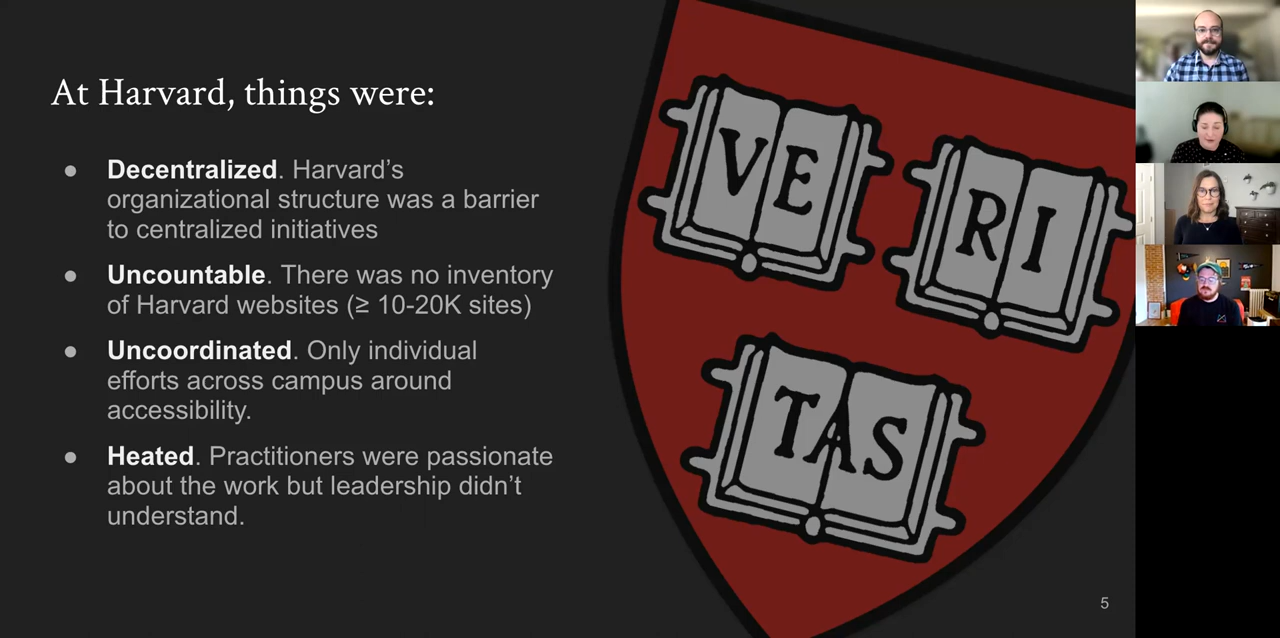 At Harvard, things were:
● Decentralized. Harvard’s
organizational structure was a barrier
to centralized initiatives
● Uncountable. There was no inventory
of Harvard websites (≥ 10-20K sites)
● Uncoordinated. Only individual
efforts across campus around
accessibility.
● Heated. Practitioners were passionate
about the work but leadership didn’t
understand.
VE RI
TAS
5